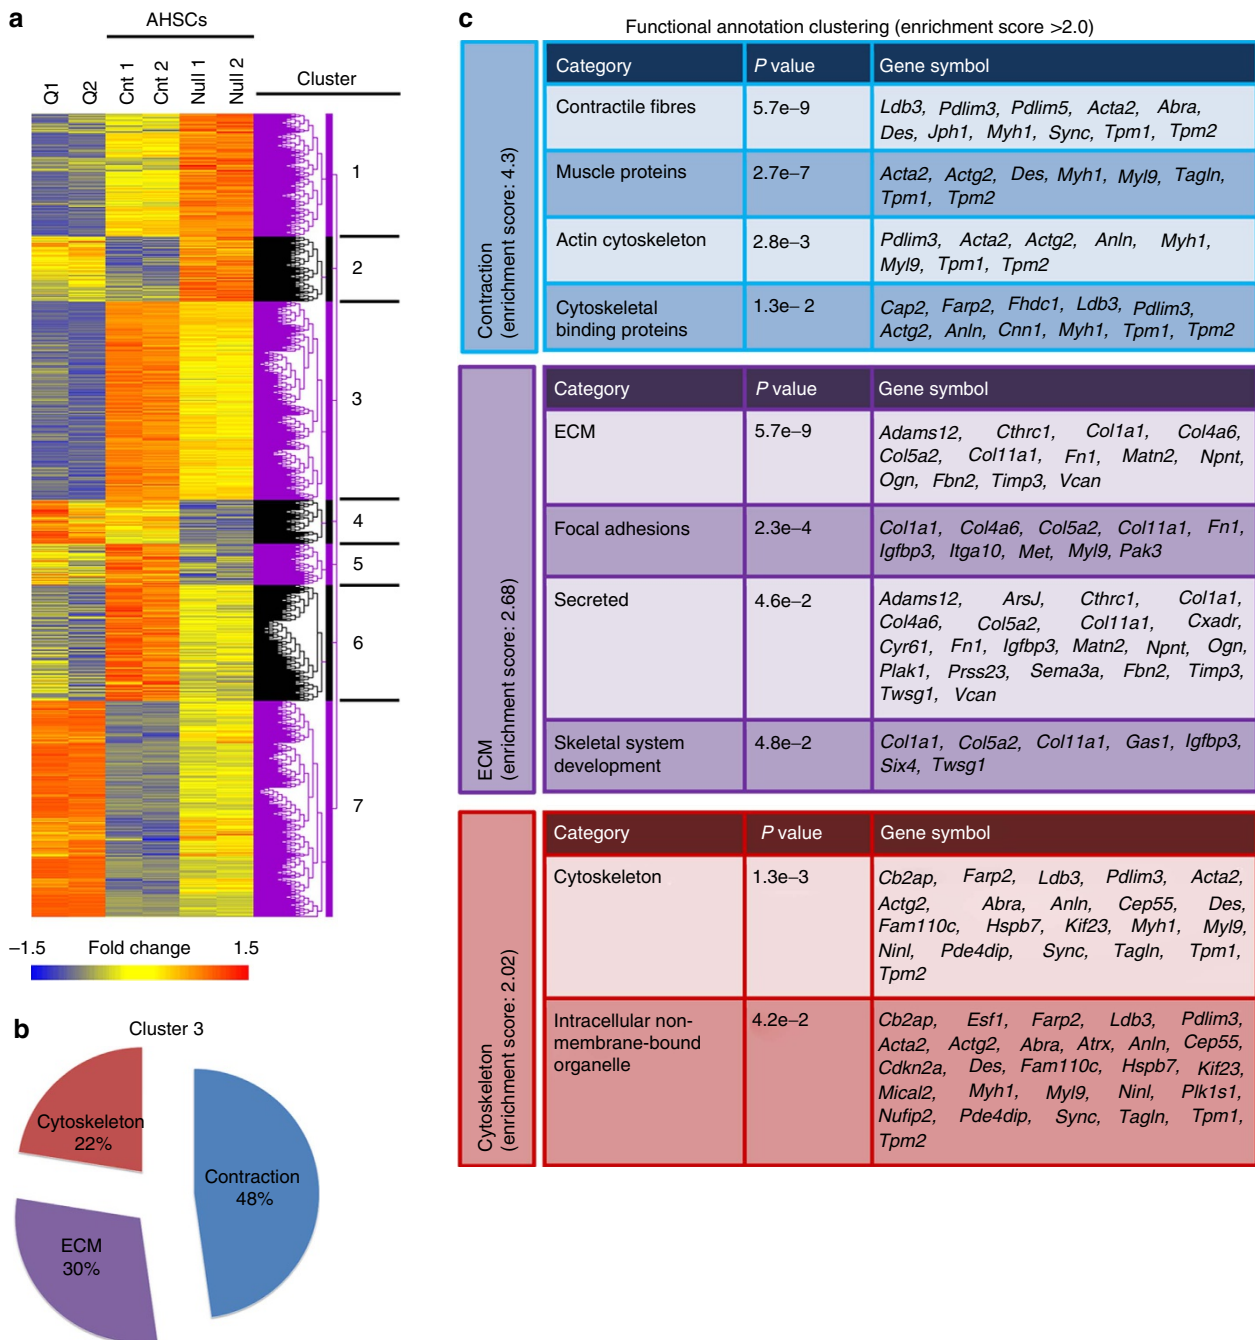 a
AHSCs
Q1
Q2
Cnt 1
Cnt 2
Null 1
Null 2
Cluster
1
2
3
4
5
6
7
–1.5 Fold change 1.5
b
Cluster 3
Cytoskeleton
22%
Contraction
48%
ECM
30%
c
Functional annotation clustering (enrichment score >2.0)
Contraction
(enrichment score: 4.3)
Category P value Gene symbol
Contractile fibres 5.7e–9 Ldb3, Pdlim3, Pdlim5, Acta2, Abra,
Des, Jph1, Myh1, Sync, Tpm1, Tpm2
Muscle proteins 2.7e–7 Acta2, Actg2, Des, Myh1, Myl9, Tagln,
Tpm1, Tpm2
Actin cytoskeleton 2.8e–3 Pdlim3, Acta2, Actg2, Anln, Myh1,
Myl9, Tpm1, Tpm2
Cytoskeletal 1.3e– 2 Cap2, Farp2, Fhdc1, Ldb3, Pdlim3,
binding proteins Actg2, Anln, Cnn1, Myh1, Tpm1, Tpm2
ECM
(enrichment score: 2.68)
Category P value Gene symbol
ECM 5.7e–9 Adams12, Cthrc1, Col1a1, Col4a6,
Col5a2, Col11a1, Fn1, Matn2, Npnt,
Ogn, Fbn2, Timp3, Vcan
Focal adhesions 2.3e–4 Col1a1, Col4a6, Col5a2, Col11a1, Fn1,
Igfbp3, Itga10, Met, Myl9, Pak3
Secreted 4.6e–2 Adams12, ArsJ, Cthrc1, Col1a1,
Col4a6, Col5a2, Col11a1, Cxadr,
Cyr61, Fn1, Igfbp3, Matn2, Npnt, Ogn,
Plak1, Prss23, Sema3a, Fbn2, Timp3,
Twsg1, Vcan
Skeletal system 4.8e–2 Col1a1, Col5a2, Col11a1, Gas1, Igfbp3,
development Six4, Twsg1
Cytoskeleton
(enrichment score: 2.02)
Category P value Gene symbol
Cytoskeleton 1.3e–3 Cb2ap, Farp2, Ldb3, Pdlim3, Acta2,
Actg2, Abra, Anln, Cep55, Des,
Fam110c, Hspb7, Kif23, Myh1, Myl9,
Ninl, Pde4dip, Sync, Tagln, Tpm1,
Tpm2
Intracellular non- 4.2e–2 Cb2ap, Esf1, Farp2, Ldb3, Pdlim3,
membrane-bound Acta2, Actg2, Abra, Atrx, Anln, Cep55,
organelle Cdkn2a, Des, Fam110c, Hspb7, Kif23,
Mical2, Myh1, Myl9, Ninl, Plk1s1,
Nufip2, Pde4dip, Sync, Tagln, Tpm1,
Tpm2